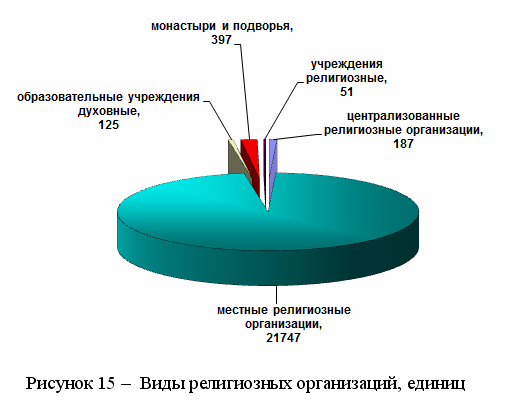 монастыри и подворья,
397
учреждения
религиозные,
51
образовательные учреждения
духовные,
125
централизованные
религиозные организации,
187
местные религиозные
организации,
21747
Рисунок 15 – Виды религиозных организаций, единиц